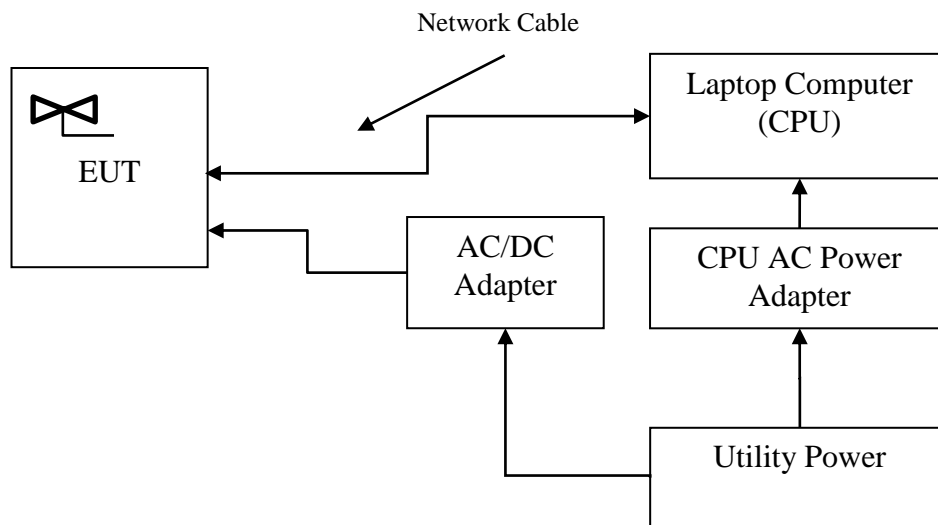 Network Cable
Laptop Computer
(CPU)
EUT
AC/DC
Adapter
CPU AC Power
Adapter
Utility Power